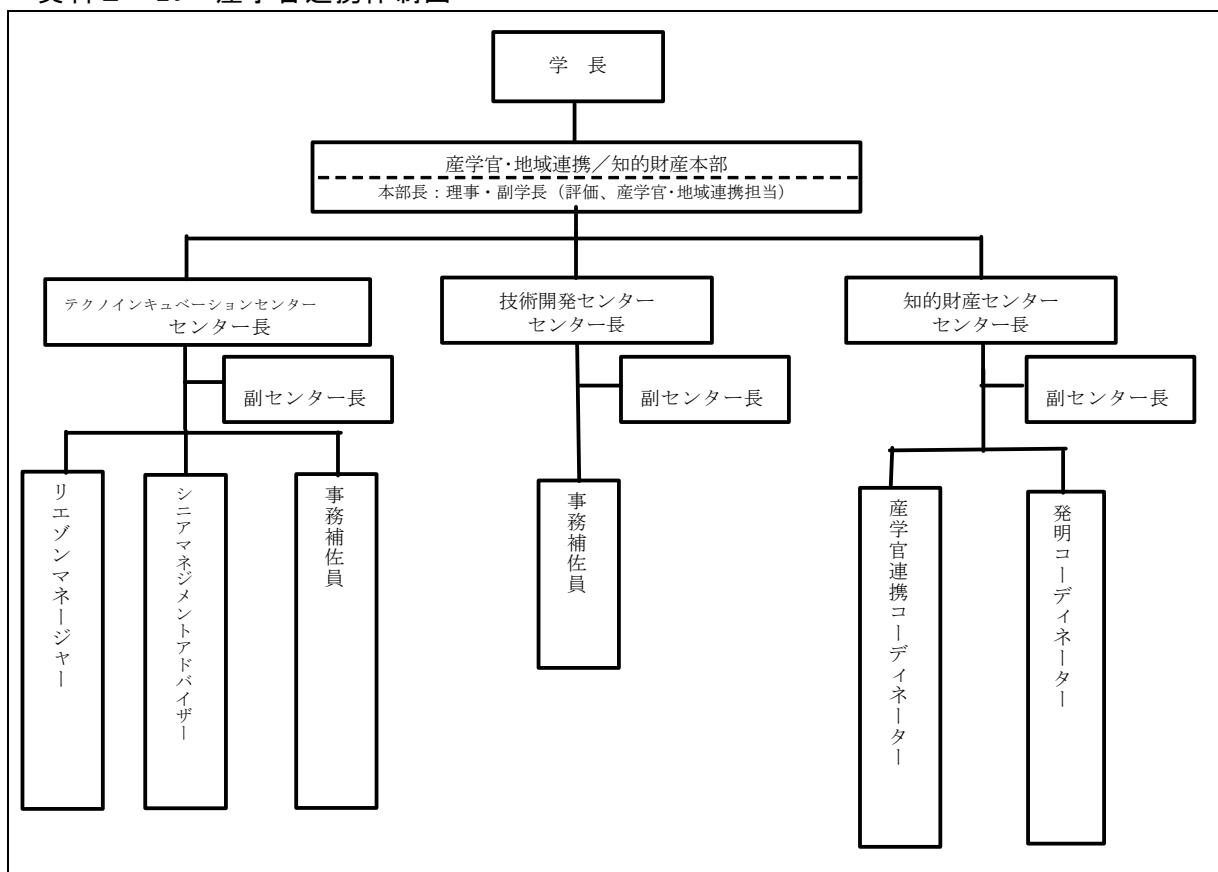 学 長
産学官・地域連携／知的財産本部
本部長：理事・副学長（評価、産学官・地域連携担当）
テクノインキュベーションセンター
センター長
技術開発センター
センター長
知的財産センター
センター長
副センター長
副センター長
副センター長
リエゾンマネージャー
シニアマネジメントアドバイザー
事務補佐員
事務補佐員
産学官連携コーディネーター
発明コーディネーター